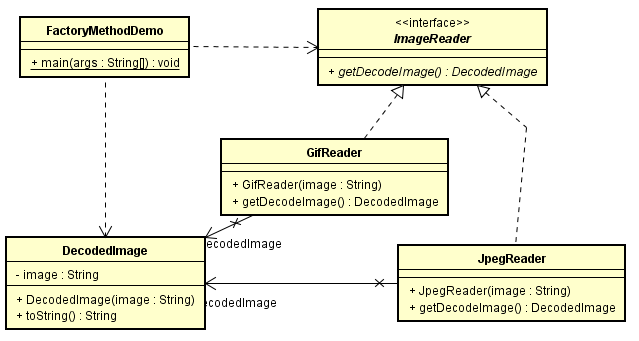 FactoryMethodDemo
+ main(args : String[]) : void
<<interface>>
ImageReader
+ getDecodeImage() : DecodedImage
GifReader
+ GifReader(image : String)
+ getDecodeImage() : DecodedImage
DecodedImage
- image : String
+ DecodedImage(image : String)
+ toString() : String
ecodedImage
ecodedImage
JpegReader
+ JpegReader(image : String)
+ getDecodeImage() : DecodedImage